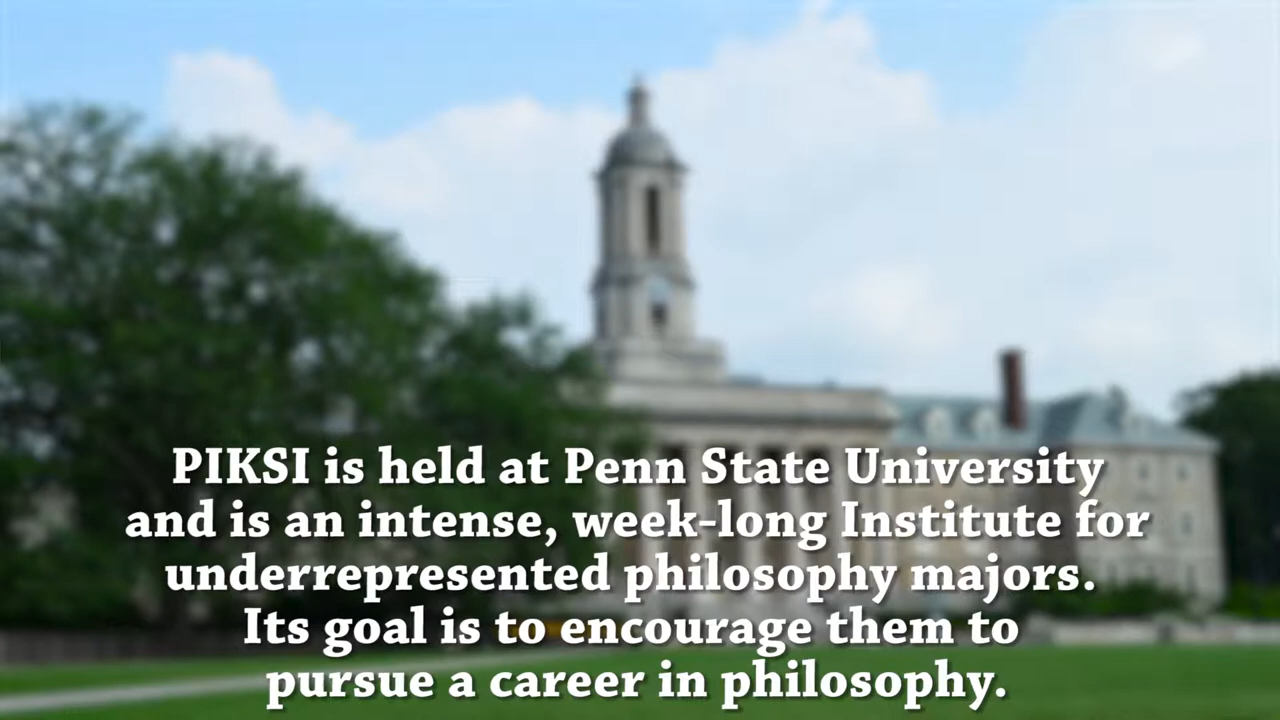 PIKSI is held at Penn State University
and is an intense, week-long Institute for
underrepresented philosophy majors.
Its goal is to encourage them to
pursue a career in philosophy.